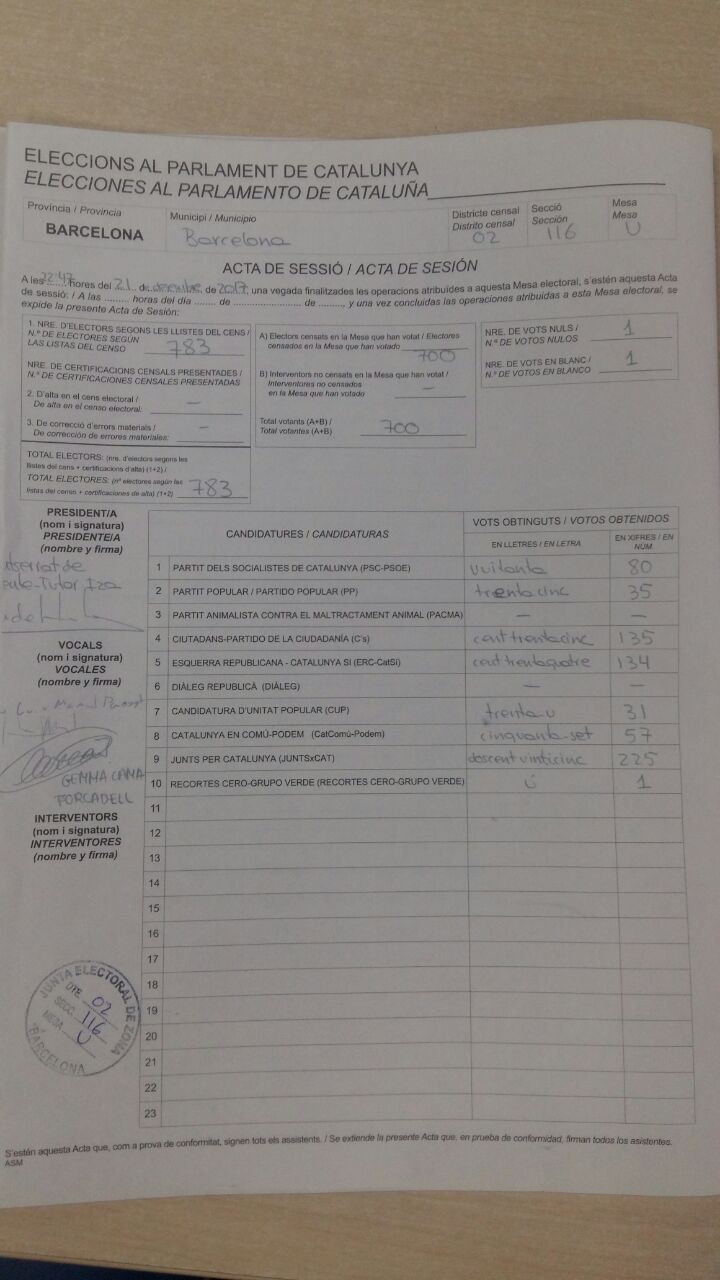 ELECCIONS AL PARLAMENT DE CATALUNYA
ELECCIONES AL PARLAMENTO DE CATALUÑA
Província / Provincia
BARCELONA
Municipi / Municipio
Barcelona
Districte censal
Distrito censal
02
Secció
Sección
116
Mesa
Mesa
U
ACTA DE SESSIÓ / ACTA DE SESIÓN
A les 22:47 hores del 21 de desembre de 2017, una vegada finalitzades les operacions atribuïdes a aquesta Mesa electoral, s'estén aquesta Acta
de sessió: / A las ......... horas del día ....... de ....................... de ........, y una vez concluidas las operaciones atribuidas a esta Mesa electoral, se
expide la presente Acta de Sesión:
1. NRE. D'ELECTORS SEGONS LES LLISTES DEL CENS /
N.º DE ELECTORES SEGÚN
LAS LISTAS DEL CENSO 783
NRE. DE CERTIFICACIONS CENSALS PRESENTADES /
N.º DE CERTIFICACIONES CENSALES PRESENTADAS
2. D'alta en el cens electoral /
De alta en el censo electoral: —
3. De correcció d'errors materials /
De corrección de errores materiales: —
TOTAL ELECTORS: (nre. d'electors segons les
llistes del cens + certificacions d'alta) (1+2) /
TOTAL ELECTORES: (nº electores según las
listas del censo + certificaciones de alta) (1+2) 783
A) Electors censats en la Mesa que han votat / Electores
censados en la Mesa que han votado
700
B) Interventors no censats en la Mesa que han votat /
Interventores no censados
en la Mesa que han votado —
Total votants (A+B) /
Total votantes (A+B) 700
NRE. DE VOTS NULS /
N.º DE VOTOS NULOS 1
NRE. DE VOTS EN BLANC /
N.º DE VOTOS EN BLANCO 1
PRESIDENT/A
(nom i signatura)
PRESIDENTE/A
(nombre y firma)
VOCALS
(nom i signatura)
VOCALES
(nombre y firma)
GEMMA CAMA
FORCADELL
INTERVENTORS
(nom i signatura)
INTERVENTORES
(nombre y firma)
CANDIDATURES / CANDIDATURAS
VOTS OBTINGUTS / VOTOS OBTENIDOS
EN LLETRES / EN LETRA
EN XIFRES / EN NÚM.
1 PARTIT DELS SOCIALISTES DE CATALUNYA (PSC-PSOE) vuitanta 80
2 PARTIT POPULAR / PARTIDO POPULAR (PP) trenta cinc 35
3 PARTIT ANIMALISTA CONTRA EL MALTRACTAMENT ANIMAL (PACMA) — —
4 CIUTADANS-PARTIDO DE LA CIUDADANÍA (C's) cent trenta cinc 135
5 ESQUERRA REPUBLICANA - CATALUNYA SÍ (ERC-CatSí) cent trenta quatre 134
6 DIÀLEG REPUBLICÀ (DIÀLEG) — —
7 CANDIDATURA D'UNITAT POPULAR (CUP) trenta-u 31
8 CATALUNYA EN COMÚ-PODEM (CatComú-Podem) cinquanta-set 57
9 JUNTS PER CATALUNYA (JUNTSxCAT) doscent vinticinc 225
10 RECORTES CERO-GRUPO VERDE (RECORTES CERO-GRUPO VERDE) ú 1
11
12
13
14
15
16
17
18
19
20
21
22
23
JUNTA ELECTORAL DE ZONA
DTE. 02
SECC. 116
MESA U
BARCELONA
S'estén aquesta Acta que, com a prova de conformitat, signen tots els assistents. / Se extiende la presente Acta que, en prueba de conformidad, firman todos los asistentes.
ASM